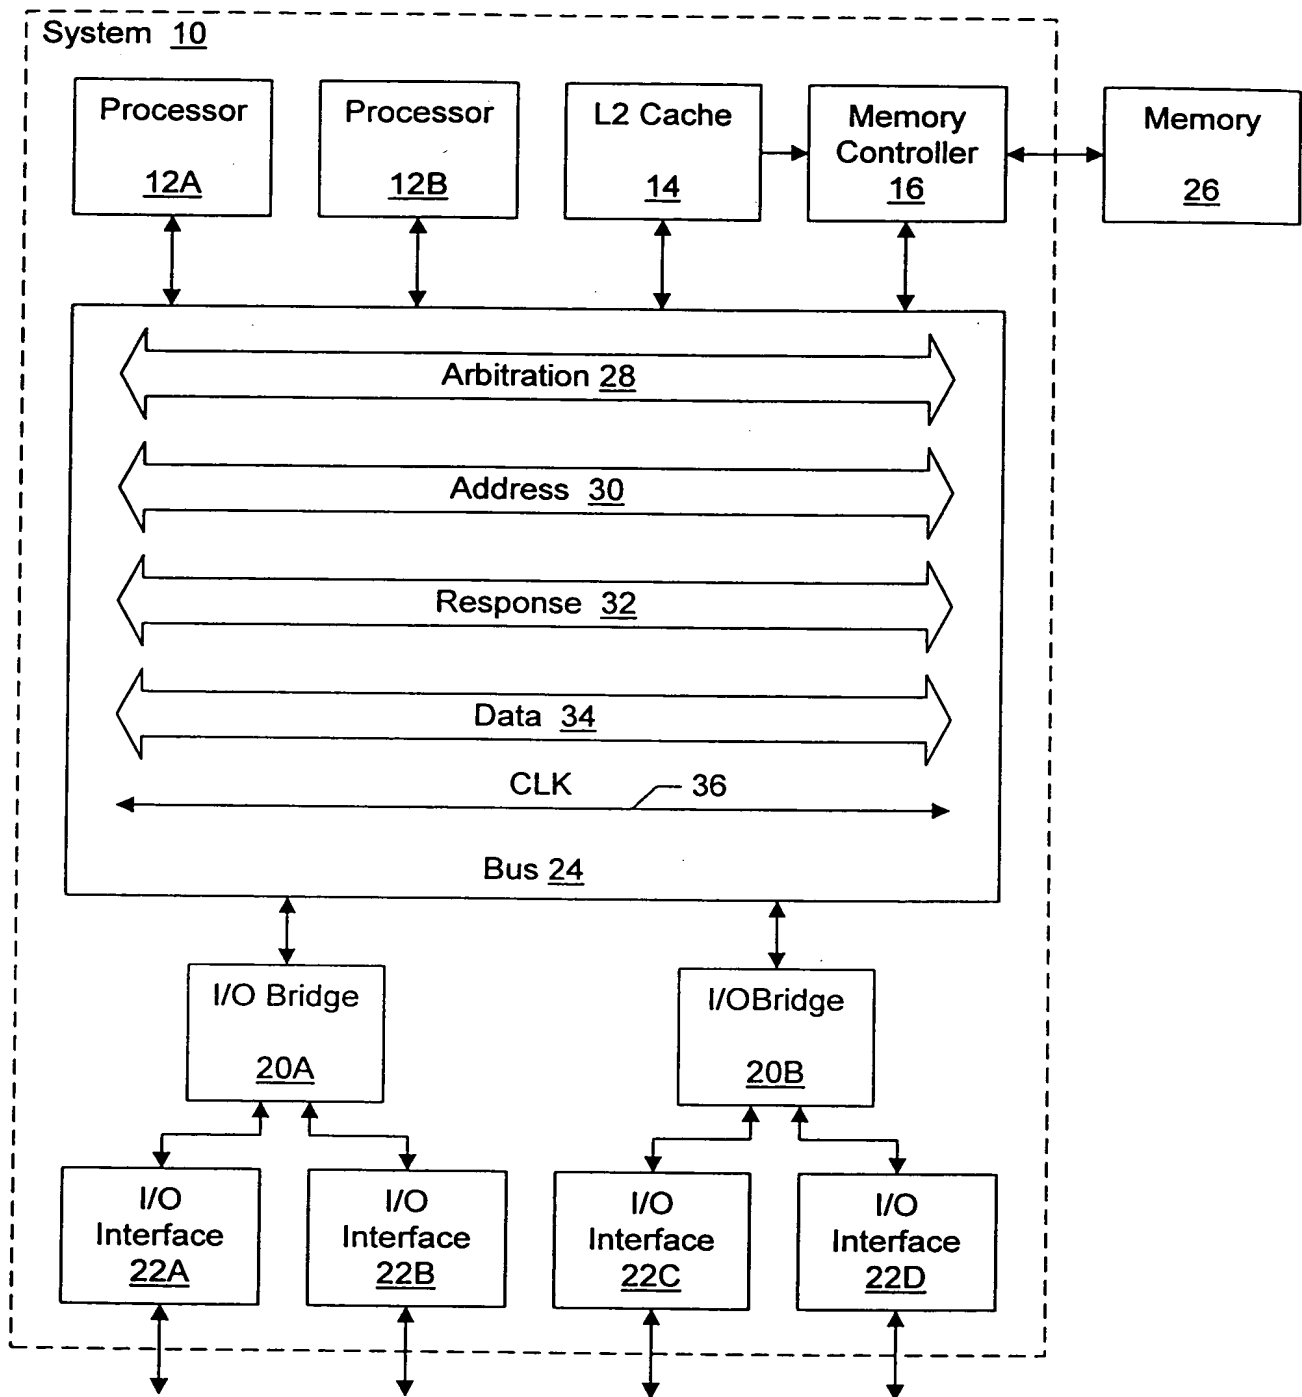 System 10
Processor
12A
Processor
12B
L2 Cache
14
Memory
Controller
16
Memory
26
Arbitration 28
Address 30
Response 32
Data 34
CLK
36
Bus 24
I/O Bridge
20A
I/OBridge
20B
I/O
Interface
22A
I/O
Interface
22B
I/O
Interface
22C
I/O
Interface
22D